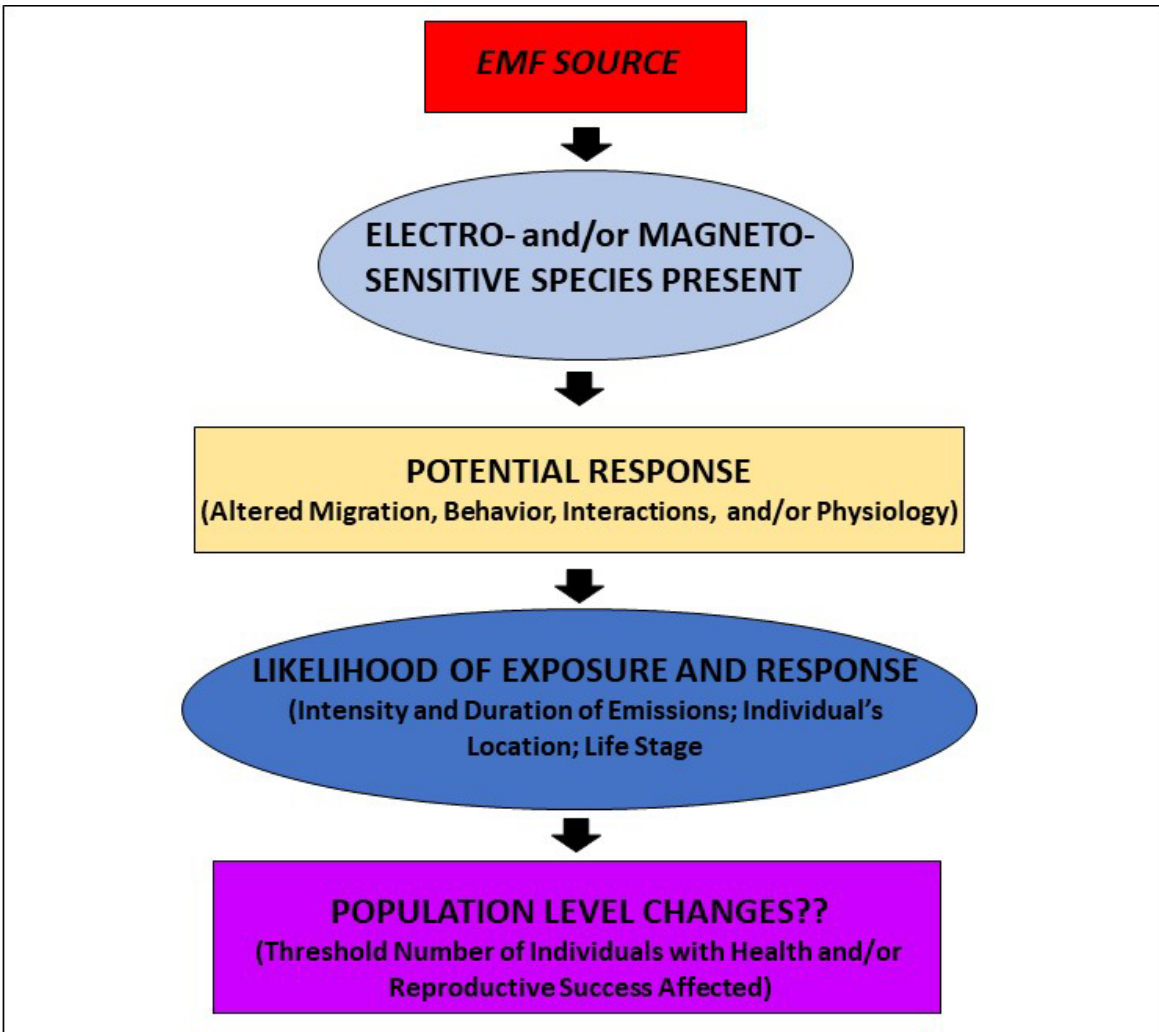 EMF SOURCE
ELECTRO- and/or MAGNETO-
SENSITIVE SPECIES PRESENT
POTENTIAL RESPONSE
(Altered Migration, Behavior, Interactions, and/or Physiology)
LIKELIHOOD OF EXPOSURE AND RESPONSE
(Intensity and Duration of Emissions; Individual’s
Location; Life Stage
POPULATION LEVEL CHANGES??
(Threshold Number of Individuals with Health and/or
Reproductive Success Affected)